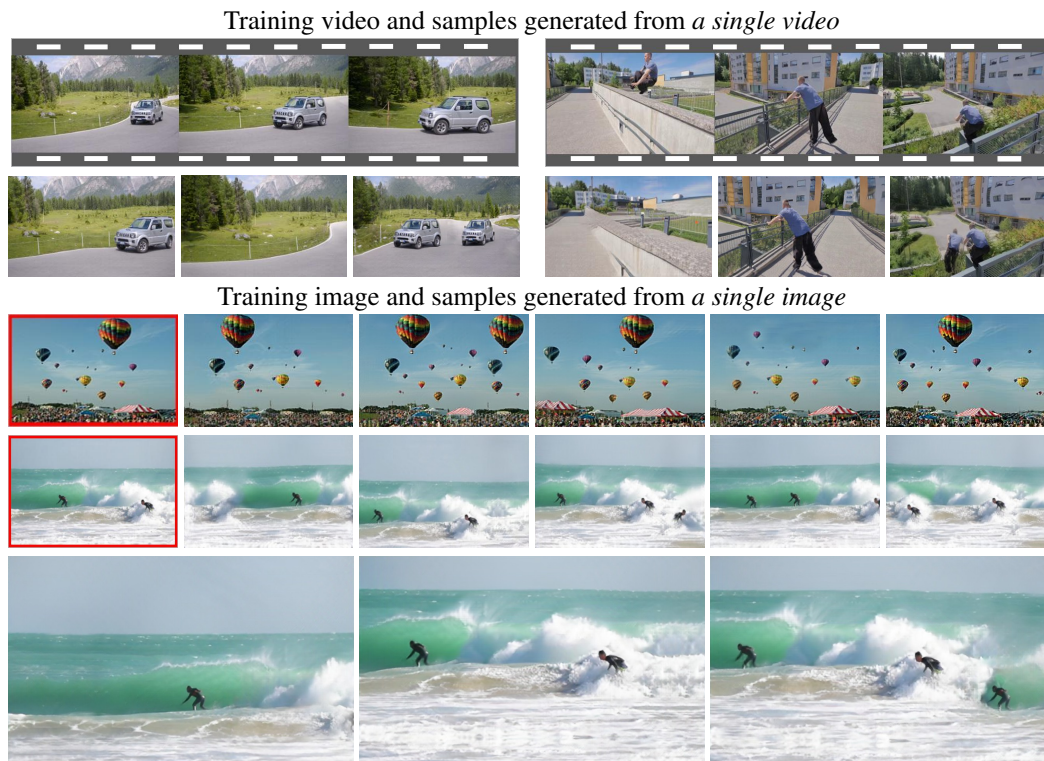 Training video and samples generated from a single video
Training image and samples generated from a single image